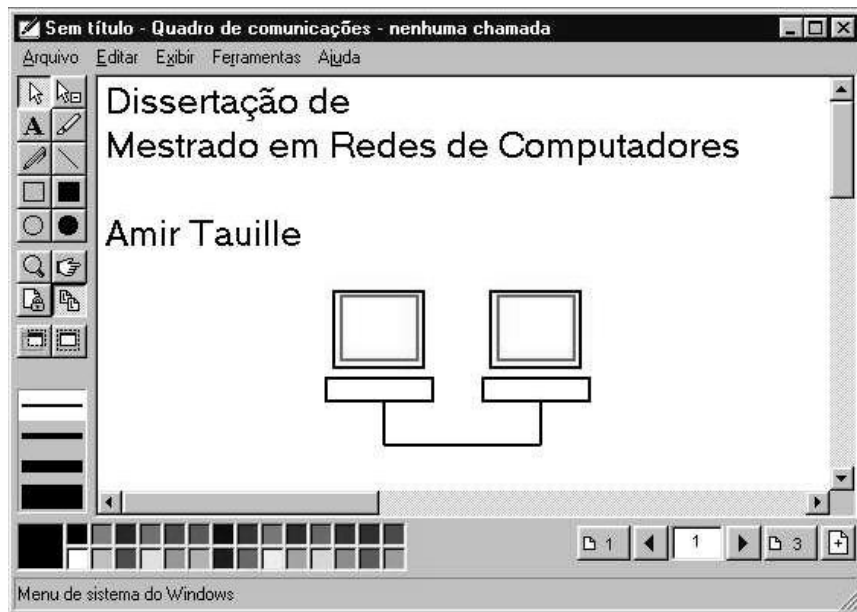 Sem título - Quadro de comunicações - nenhuma chamada
Arquivo Editar Exibir Ferramentas Ajuda
A
Dissertação de
Mestrado em Redes de Computadores
Amir Tauille
1 1 3
Menu de sistema do Windows